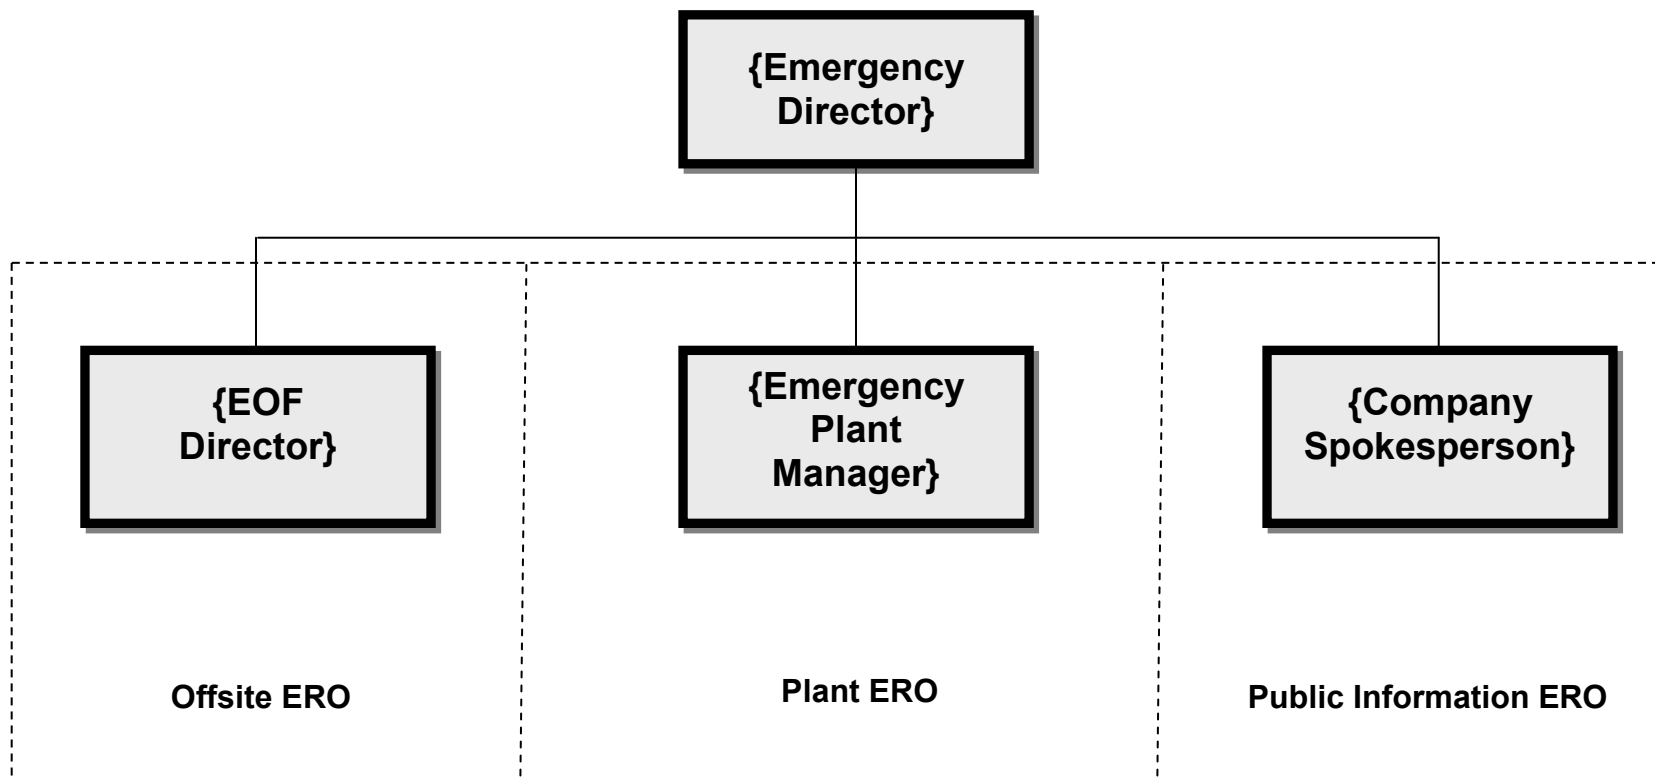 {Emergency
Director}
{EOF
Director}
{Emergency
Plant
Manager}
{Company
Spokesperson}
Offsite ERO
Plant ERO
Public Information ERO